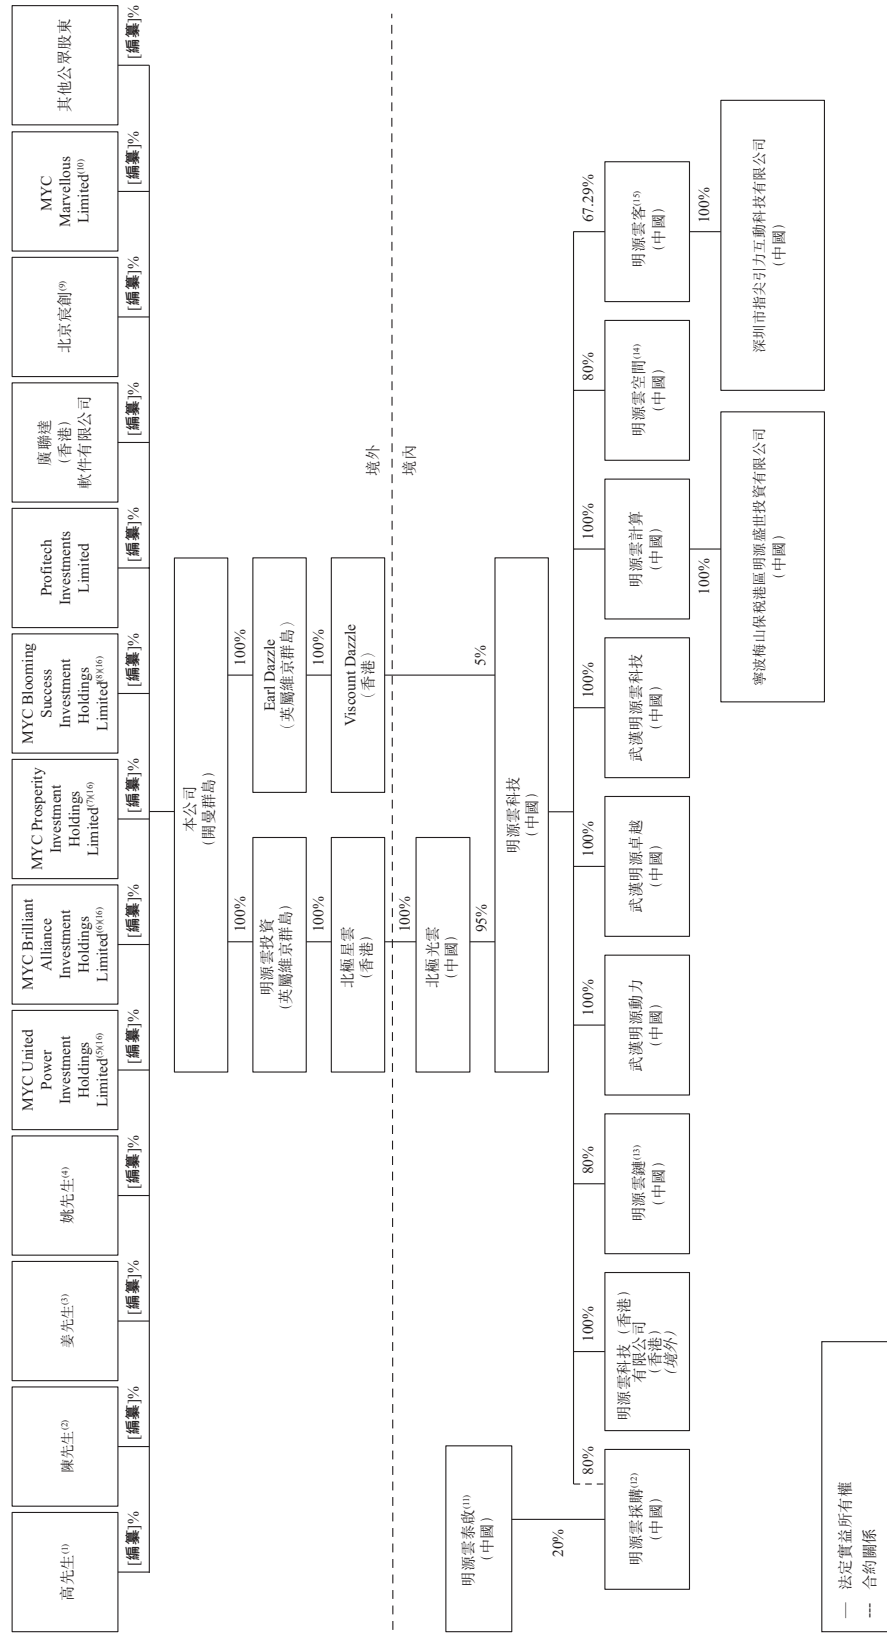 高先生(1)
陳先生(2)
姜先生(3)
姚先生(4)
MYC United
Power
Investment
Holdings
Limited(5)(16)
MYC Brilliant
Alliance
Investment
Holdings
Limited(6)(16)
MYC Prosperity
Investment
Holdings
Limited(7)(16)
MYC Blooming
Success
Investment
Holdings
Limited(8)(16)
Profitech
Investments
Limited
廣聯達
(香港)
軟件有限公司
北京宸創(9)
MYC
Marvellous
Limited(10)
其他公眾股東
[編纂]%
[編纂]%
[編纂]%
[編纂]%
[編纂]%
[編纂]%
[編纂]%
[編纂]%
[編纂]%
[編纂]%
[編纂]%
[編纂]%
[編纂]%
本公司
(開曼群島)
100%
100%
明源雲投資
(英屬維京群島)
Earl Dazzle
(英屬維京群島)
100%
100%
北極星雲
(香港)
Viscount Dazzle
(香港)
境外
境內
100%
北極光雲
(中國)
95%
5%
明源雲科技
(中國)
明源雲泰啟(11)
(中國)
20%
80%
100%
80%
100%
100%
100%
100%
80%
67.29%
明源雲採購(12)
(中國)
明源雲科技(香港)
有限公司
(香港)
(境外)
明源雲鏈(13)
(中國)
武漢明源動力
(中國)
武漢明源卓越
(中國)
武漢明源雲科技
(中國)
明源雲計算
(中國)
明源雲空間(14)
(中國)
明源雲客(15)
(中國)
100%
100%
寧波梅山保稅港區明源盛世投資有限公司
(中國)
深圳市指尖引力互動科技有限公司
(中國)
— 法定實益所有權
--- 合約關係